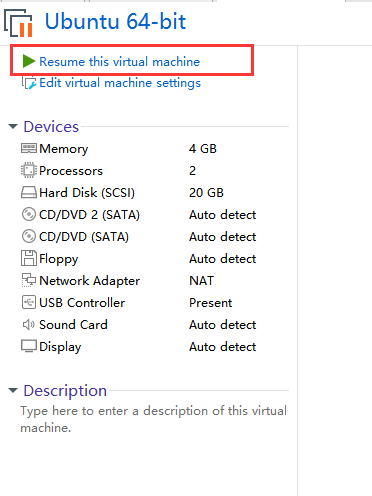 Ubuntu 64-bit
Resume this virtual machine
Edit virtual machine settings
Devices
Memory 4 GB
Processors 2
Hard Disk (SCSI) 20 GB
CD/DVD 2 (SATA) Auto detect
CD/DVD (SATA) Auto detect
Floppy Auto detect
Network Adapter NAT
USB Controller Present
Sound Card Auto detect
Display Auto detect
Description
Type here to enter a description of this virtual
machine.